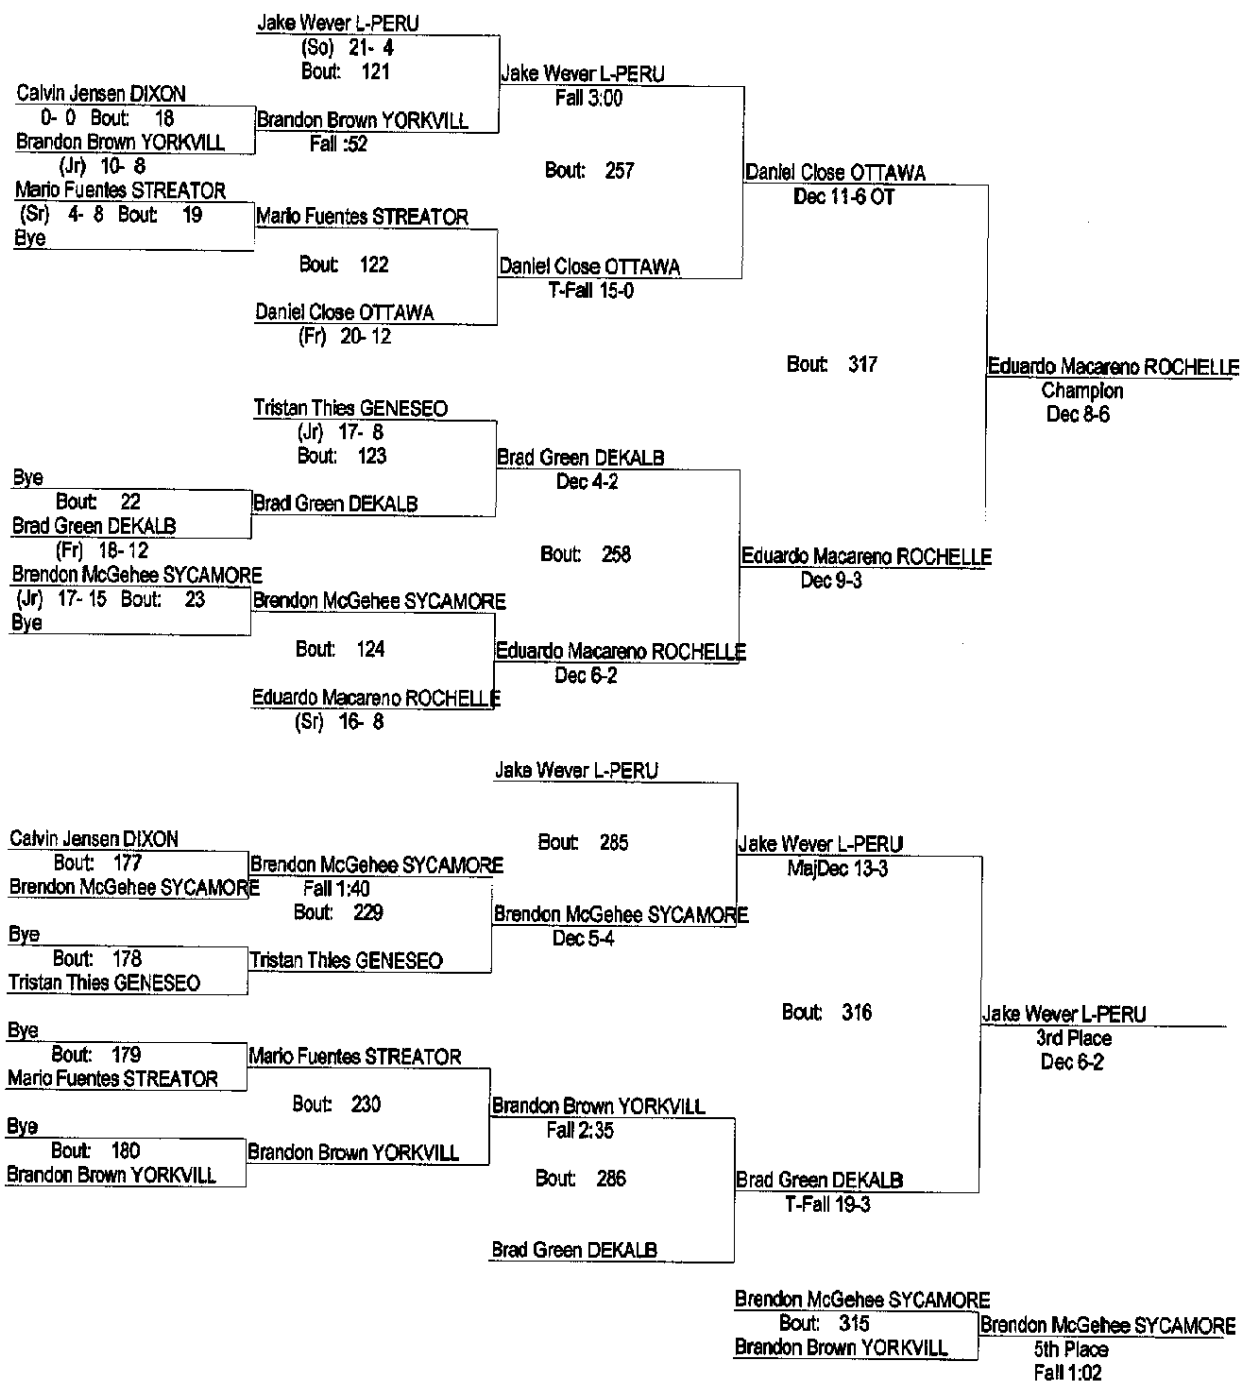 Jake Wever L-PERU
(So) 21- 4
Bout: 121
Jake Wever L-PERU
Fall 3:00
Calvin Jensen DIXON
0- 0 Bout: 18
Brandon Brown YORKVILL
(Jr) 10- 8
Brandon Brown YORKVILL
Fall :52
Bout: 257
Daniel Close OTTAWA
Dec 11-6 OT
Mario Fuentes STREATOR
(Sr) 4- 8 Bout: 19
Bye
Mario Fuentes STREATOR
Bout: 122
Daniel Close OTTAWA
T-Fall 15-0
Daniel Close OTTAWA
(Fr) 20- 12
Bout: 317
Eduardo Macareno ROCHELLE
Champion
Dec 8-6
Tristan Thies GENESEO
(Jr) 17- 8
Bout: 123
Brad Green DEKALB
Dec 4-2
Bye
Bout: 22
Brad Green DEKALB
(Fr) 18- 12
Brad Green DEKALB
Bout: 258
Eduardo Macareno ROCHELLE
Dec 9-3
Brendon McGehee SYCAMORE
(Jr) 17- 15 Bout: 23
Bye
Brendon McGehee SYCAMORE
Bout: 124
Eduardo Macareno ROCHELLE
Dec 6-2
Eduardo Macareno ROCHELLE
(Sr) 16- 8
Jake Wever L-PERU
Bout: 285
Jake Wever L-PERU
MajDec 13-3
Calvin Jensen DIXON
Bout: 177
Brendon McGehee SYCAMORE
Brendon McGehee SYCAMORE
Fall 1:40
Bout: 229
Brendon McGehee SYCAMORE
Dec 5-4
Bye
Bout: 178
Tristan Thies GENESEO
Tristan Thies GENESEO
Bout: 316
Jake Wever L-PERU
3rd Place
Dec 6-2
Bye
Bout: 179
Mario Fuentes STREATOR
Mario Fuentes STREATOR
Bout: 230
Brandon Brown YORKVILL
Fall 2:35
Bye
Bout: 180
Brandon Brown YORKVILL
Brandon Brown YORKVILL
Bout: 286
Brad Green DEKALB
T-Fall 19-3
Brad Green DEKALB
Brendon McGehee SYCAMORE
Bout: 315
Brandon Brown YORKVILL
Brendon McGehee SYCAMORE
5th Place
Fall 1:02